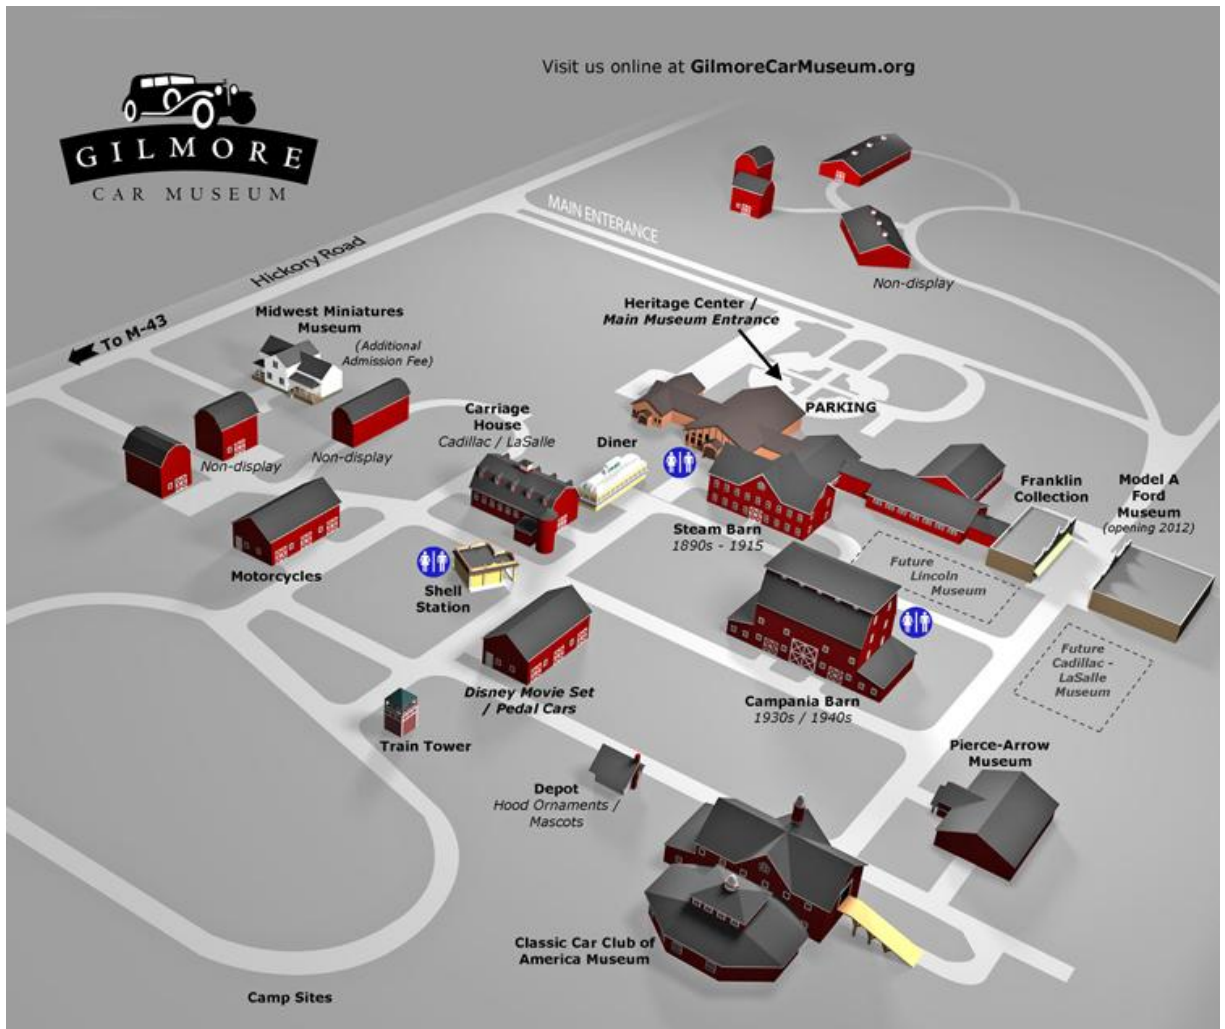 Visit us online at GilmoreCarMuseum.org
GILMORE
CAR MUSEUM
MAIN ENTERANCE
Hickory Road
To M-43
Non-display
Heritage Center /
Main Museum Entrance
Midwest Miniatures
Museum
(Additional
Admission Fee)
PARKING
Carriage
House
Cadillac / LaSalle
Diner
Non-display
Non-display
Franklin
Collection
Model A
Ford
Museum
(opening 2012)
Steam Barn
1890s - 1915
Motorcycles
Shell
Station
Future
Lincoln
Museum
Future
Cadillac -
LaSalle
Museum
Disney Movie Set
/ Pedal Cars
Campania Barn
1930s / 1940s
Train Tower
Pierce-Arrow
Museum
Depot
Hood Ornaments /
Mascots
Classic Car Club of
America Museum
Camp Sites